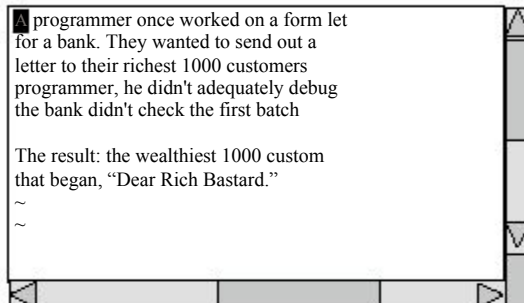 A programmer once worked on a form let
for a bank. They wanted to send out a
letter to their richest 1000 customers
programmer, he didn't adequately debug
the bank didn't check the first batch

The result: the wealthiest 1000 custom
that began, “Dear Rich Bastard.”
~
~